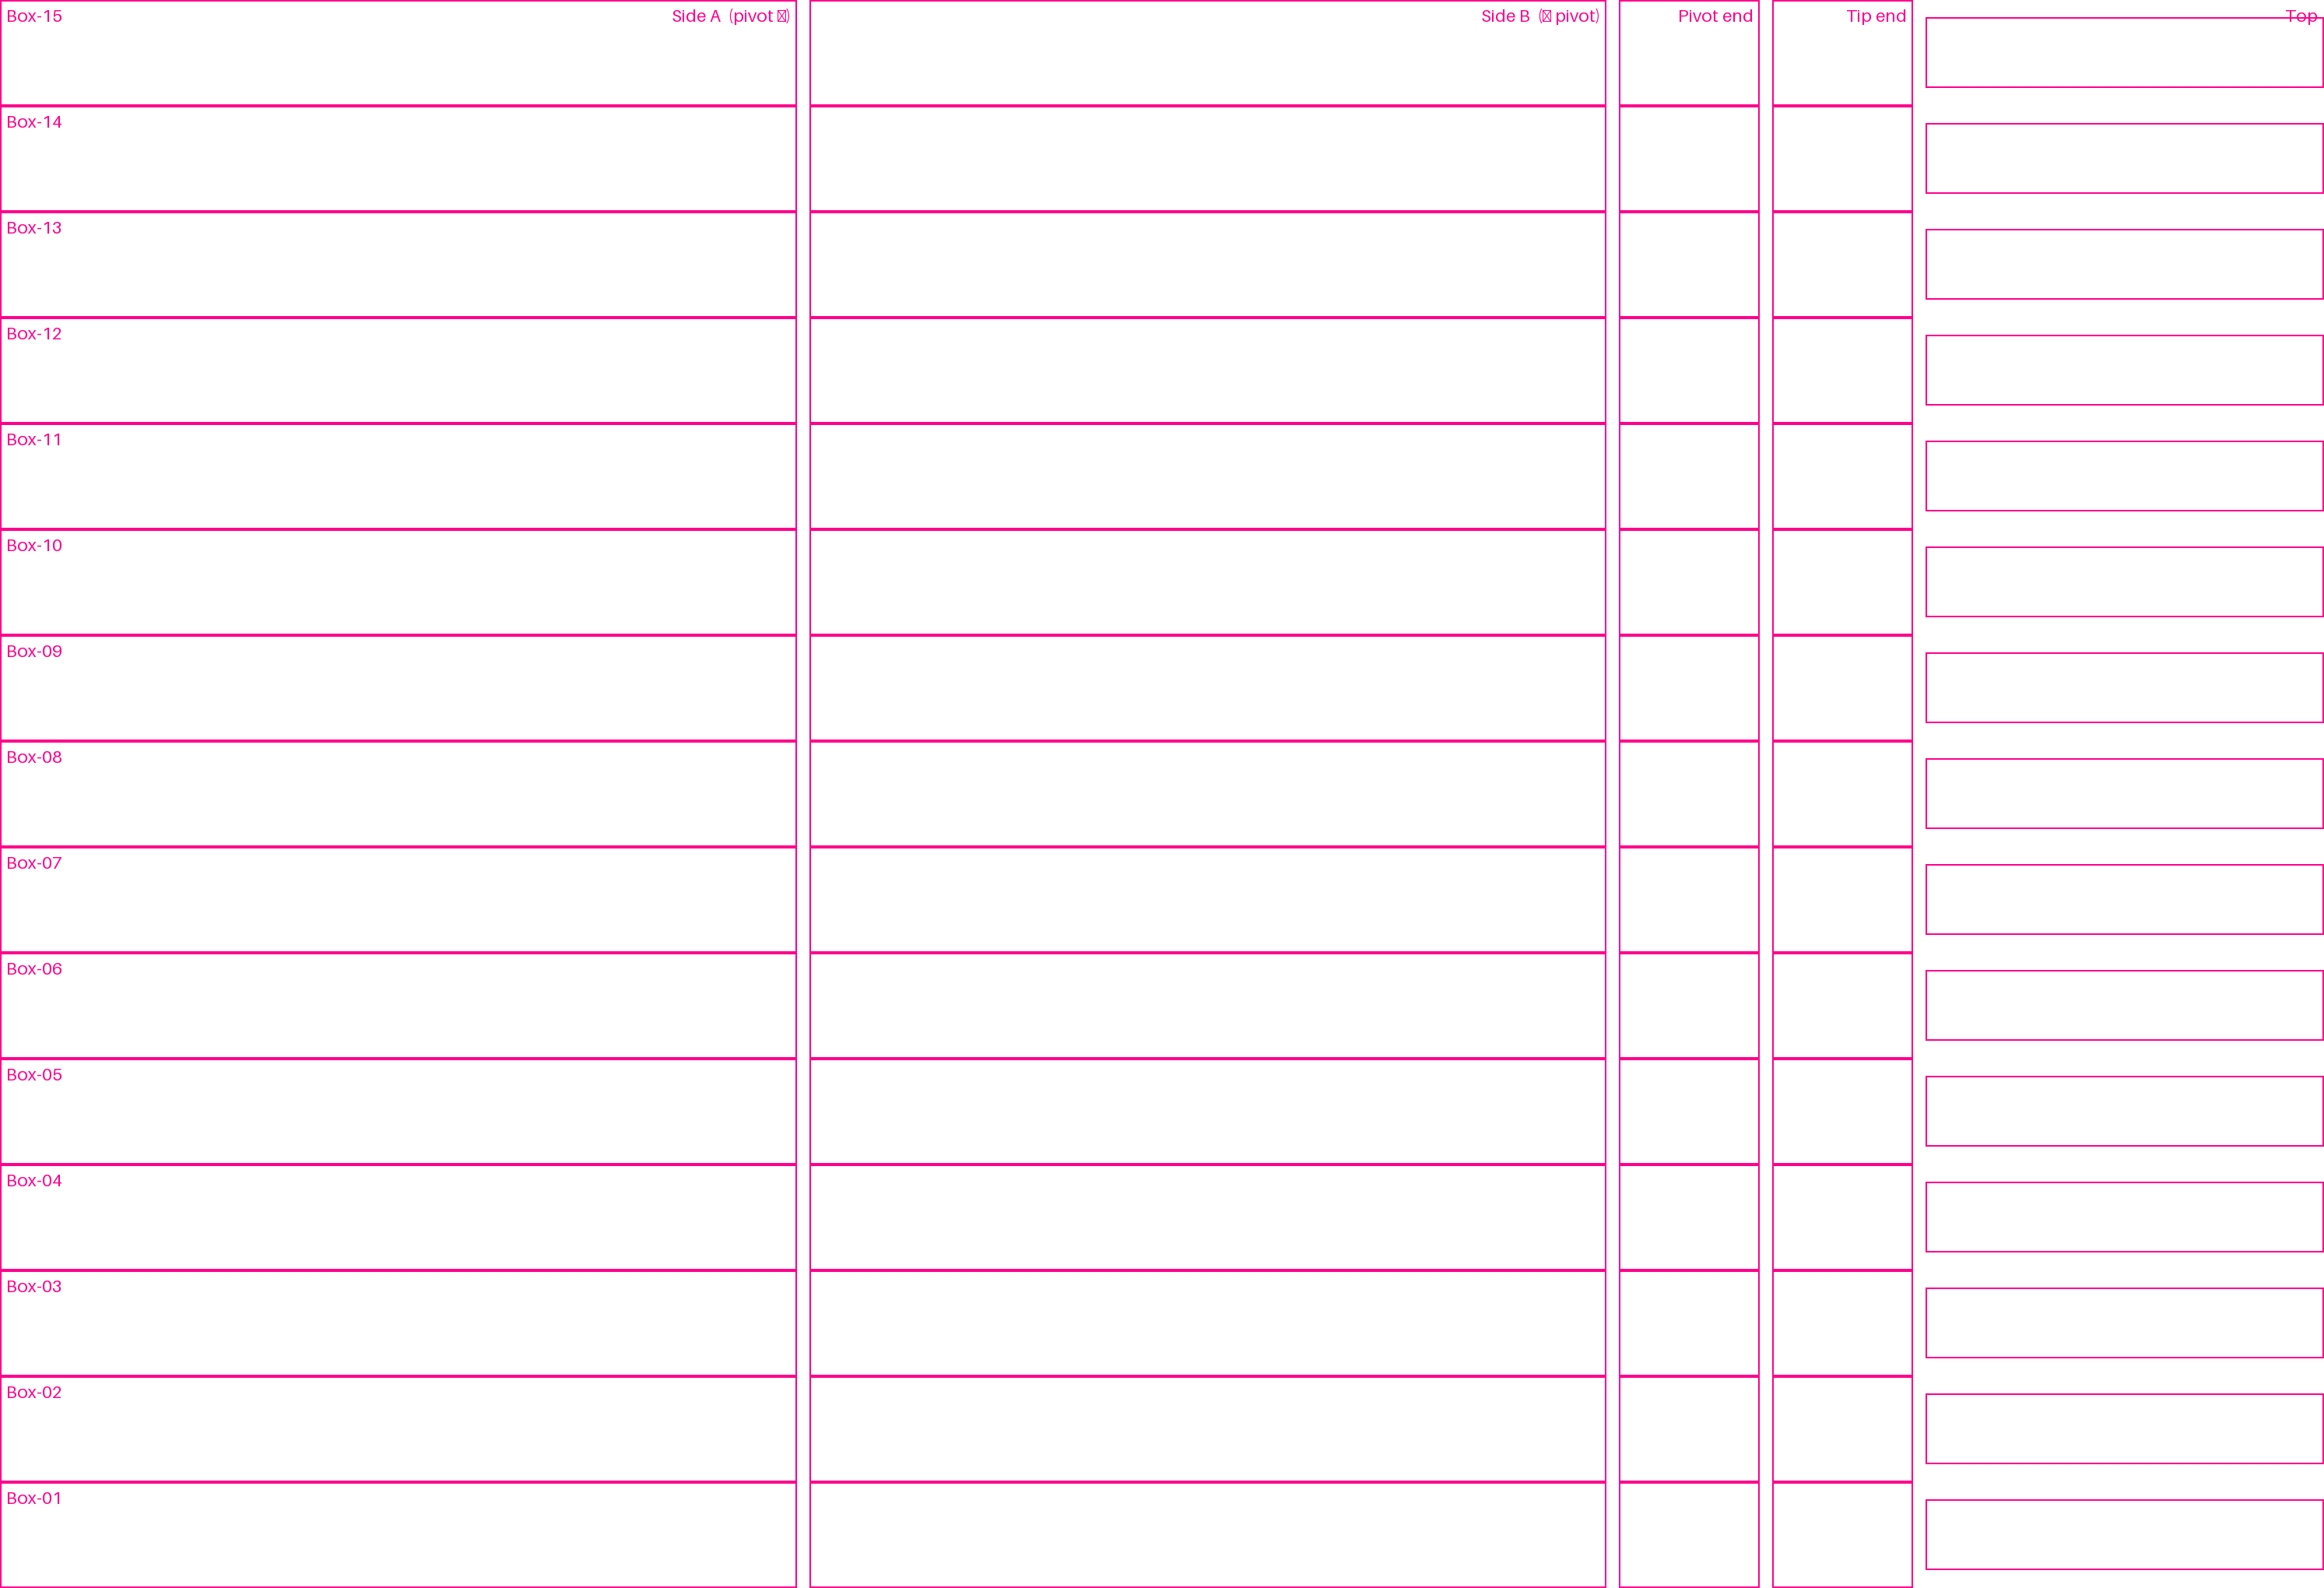 Box-15 Side A (pivot ▯) Side B (▯ pivot) Pivot end Tip end Top
Box-14
Box-13
Box-12
Box-11
Box-10
Box-09
Box-08
Box-07
Box-06
Box-05
Box-04
Box-03
Box-02
Box-01